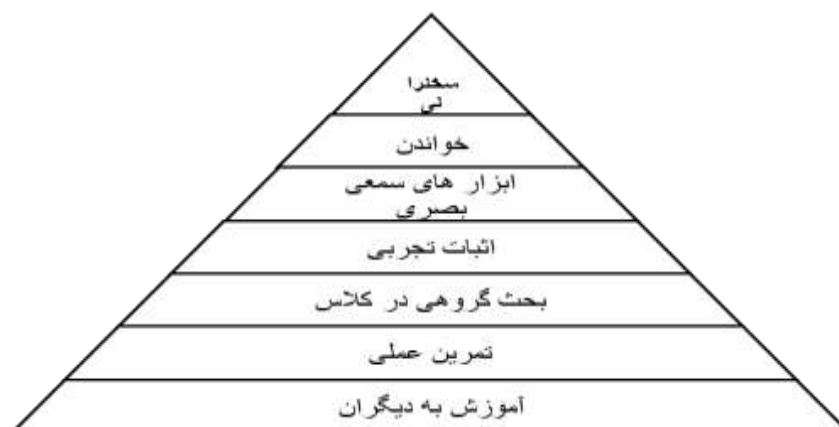 سخنرا
نی
خواندن
ابزار های سمعی
بصری
اثبات تجربی
بحث گروهی در کلاس
تمرین عملی
آموزش به دیگران